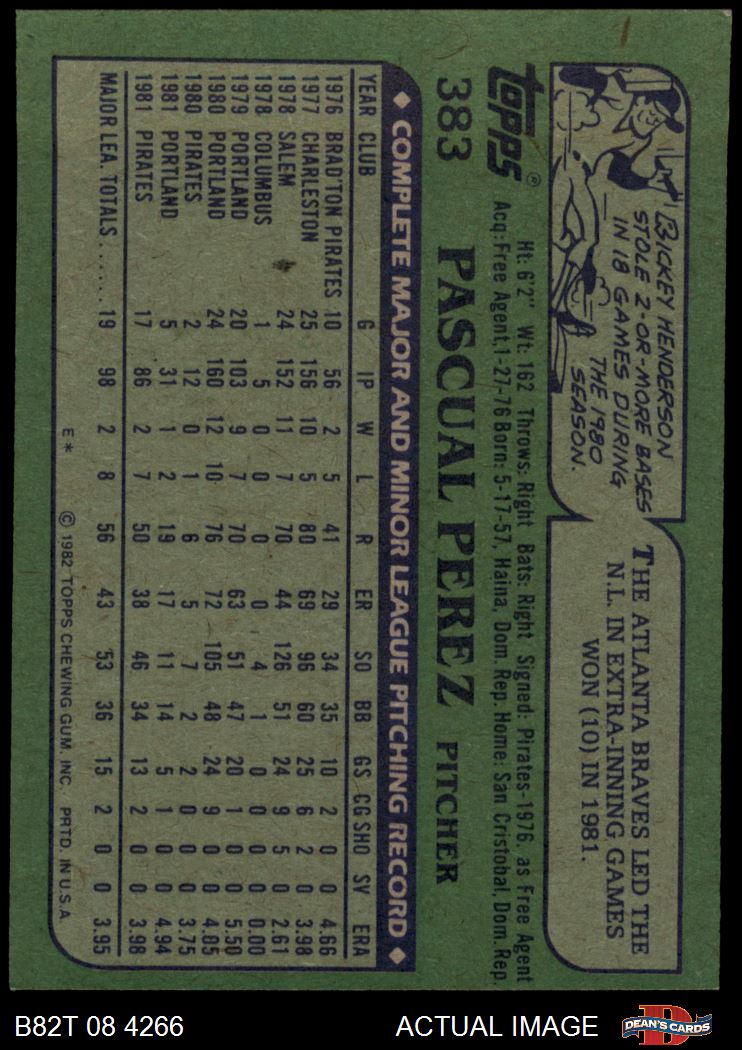 Rickey Henderson
stole 2-or-more bases
in 18 games during
the 1980
season.
The Atlanta Braves led the
N.L. in extra-inning games
won (10) in 1981.
topps®
Ht: 6'2" Wt: 162 Throws: Right Bats: Right Signed: Pirates-1976, as Free Agent
Acq: Free Agent, 1-27-76 Born: 5-17-57, Haina, Dom. Rep. Home: San Cristobal, Dom. Rep.
383 PASCUAL PEREZ PITCHER
◆ COMPLETE MAJOR AND MINOR LEAGUE PITCHING RECORD ◆
YEAR CLUB G IP W L R ER SO BB GS CG SHO SV ERA
1976 BRAD'TON PIRATES 10 56 2 5 41 29 34 35 10 2 0 0 4.66
1977 CHARLESTON 25 156 10 5 80 69 96 60 25 6 2 0 3.98
1978 SALEM 24 152 11 7 70 44 126 51 24 9 5 0 2.61
1978 COLUMBUS 1 5 0 0 0 0 4 1 0 0 0 0 0.00
1979 PORTLAND 20 103 9 7 70 63 51 47 20 1 0 0 5.50
1980 PORTLAND 24 160 12 10 76 72 105 48 24 9 0 0 4.05
1980 PIRATES 2 12 0 1 6 5 7 2 2 0 0 0 3.75
1981 PORTLAND 5 31 1 2 19 17 11 14 5 1 0 0 4.94
1981 PIRATES 17 86 2 7 50 38 46 34 13 2 0 0 3.98
MAJOR LEA. TOTALS ...... 19 98 2 8 56 43 53 36 15 2 0 0 3.95
E* © 1982 TOPPS CHEWING GUM, INC. PRTD. IN U.S.A.
B82T 08 4266 ACTUAL IMAGE
D
DEAN'S CARDS